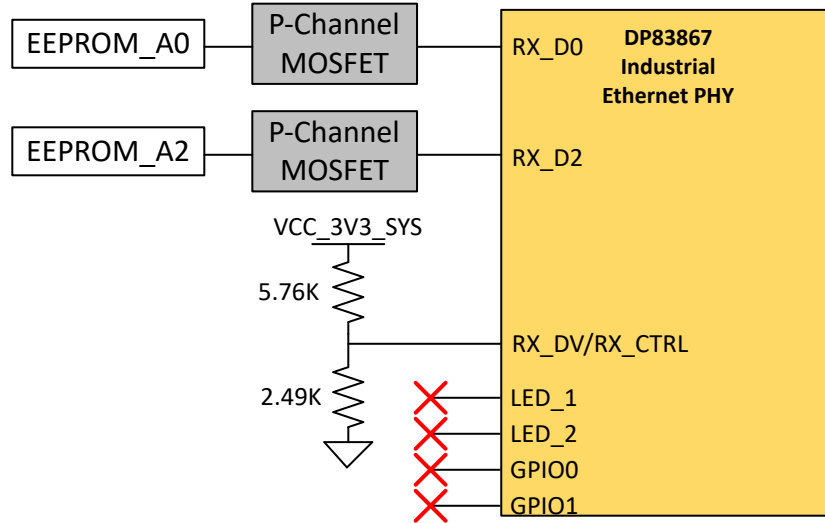 EEPROM_A0
P-Channel
MOSFET
RX_D0
DP83867
Industrial
Ethernet PHY
EEPROM_A2
P-Channel
MOSFET
RX_D2
VCC_3V3_SYS
5.76K
RX_DV/RX_CTRL
2.49K
LED_1
LED_2
GPIO0
GPIO1